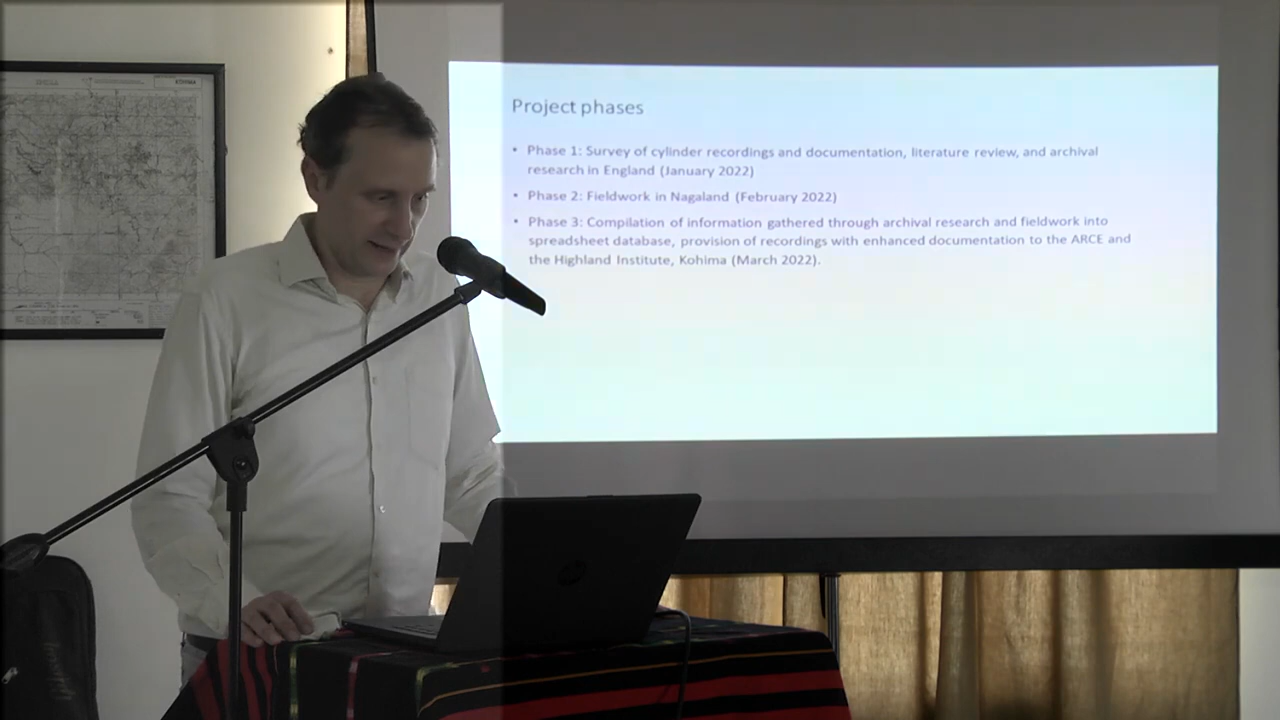 Project phases
• Phase 1: Survey of cylinder recordings and documentation, literature review, and archival
research in England (January 2022)
• Phase 2: Fieldwork in Nagaland (February 2022)
• Phase 3: Compilation of information gathered through archival research and fieldwork into
spreadsheet database, provision of recordings with enhanced documentation to the ARCE and
the Highland Institute, Kohima (March 2022).